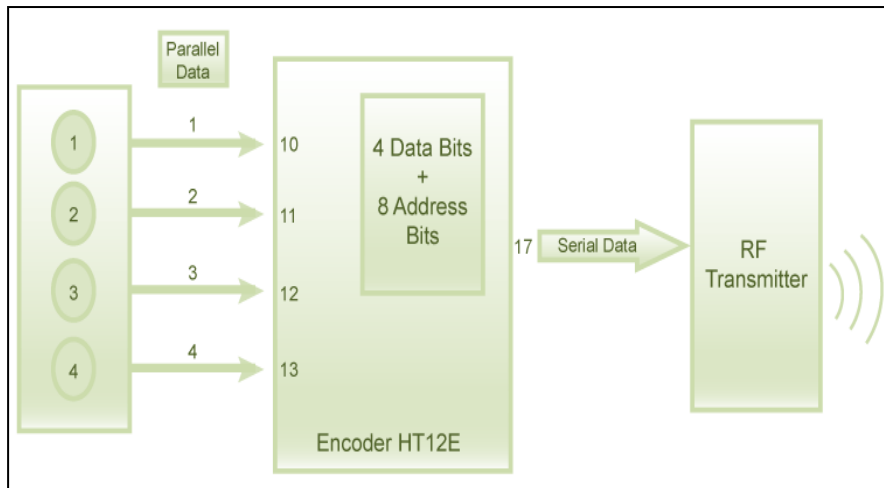 Parallel
Data
1
1
10
2
2
11
3
3
12
4
4
13
4 Data Bits
+
8 Address
Bits
Encoder HT12E
17
Serial Data
RF
Transmitter